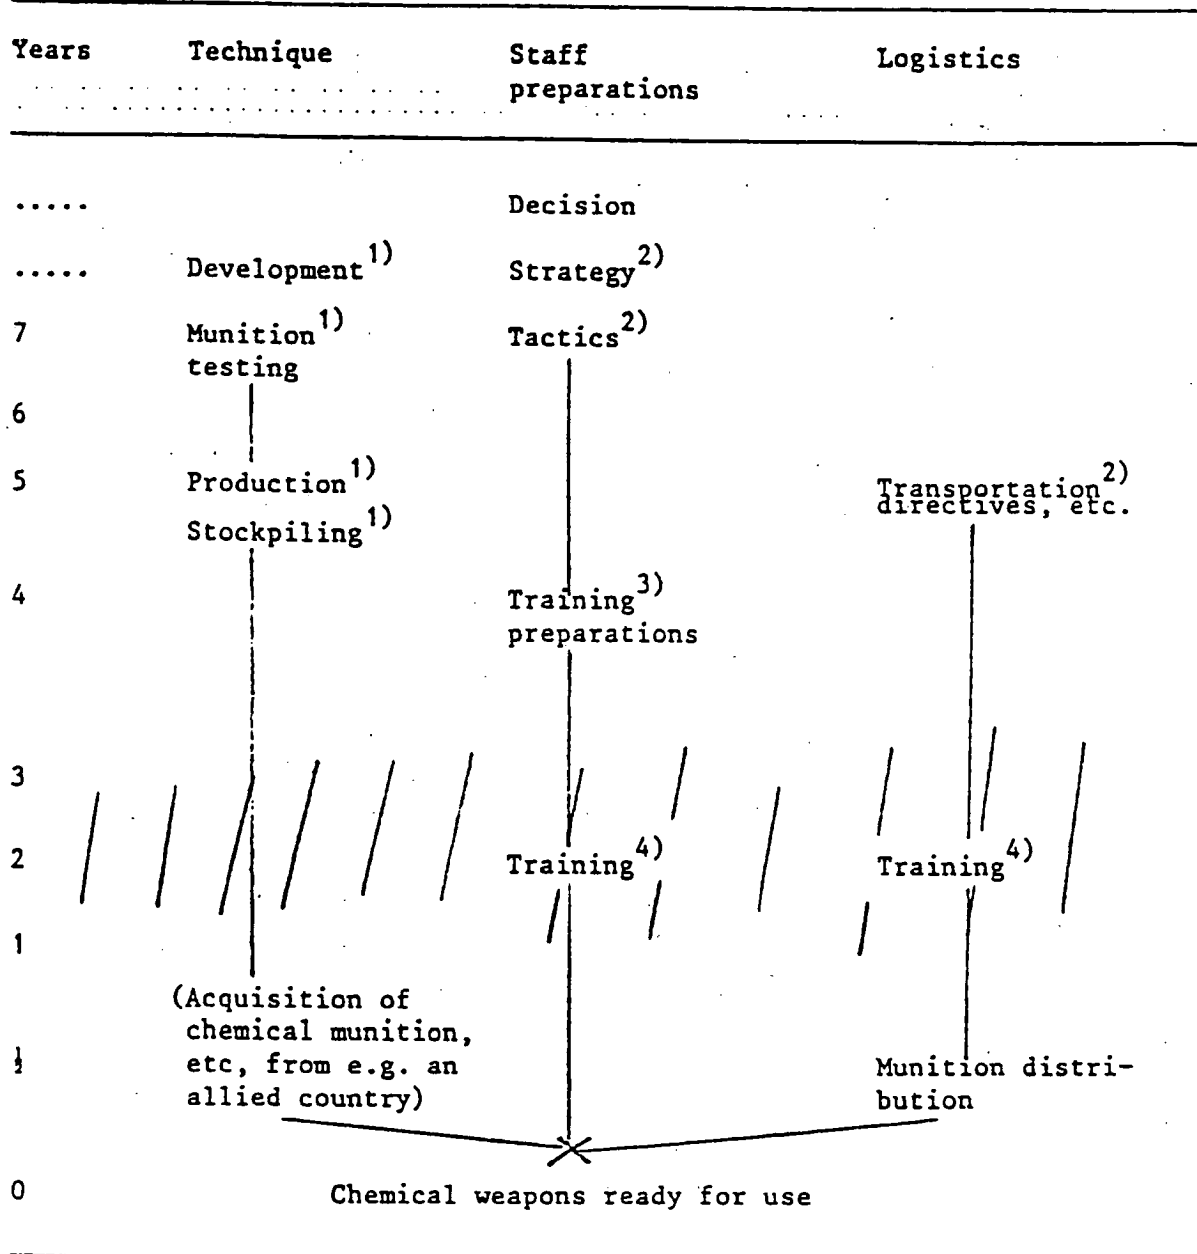 Years Technique Staff Logistics
preparations
..... Decision
..... Development1) Strategy2)
7 Munition1) Tactics2)
testing
6
5 Production1) Transportation2)
directives, etc.
Stockpiling1)
4 Training3)
preparations
3
2 Training4) Training4)
1
(Acquisition of
chemical munition,
½ etc, from e.g. an Munition distri-
allied country) bution
0 Chemical weapons ready for use